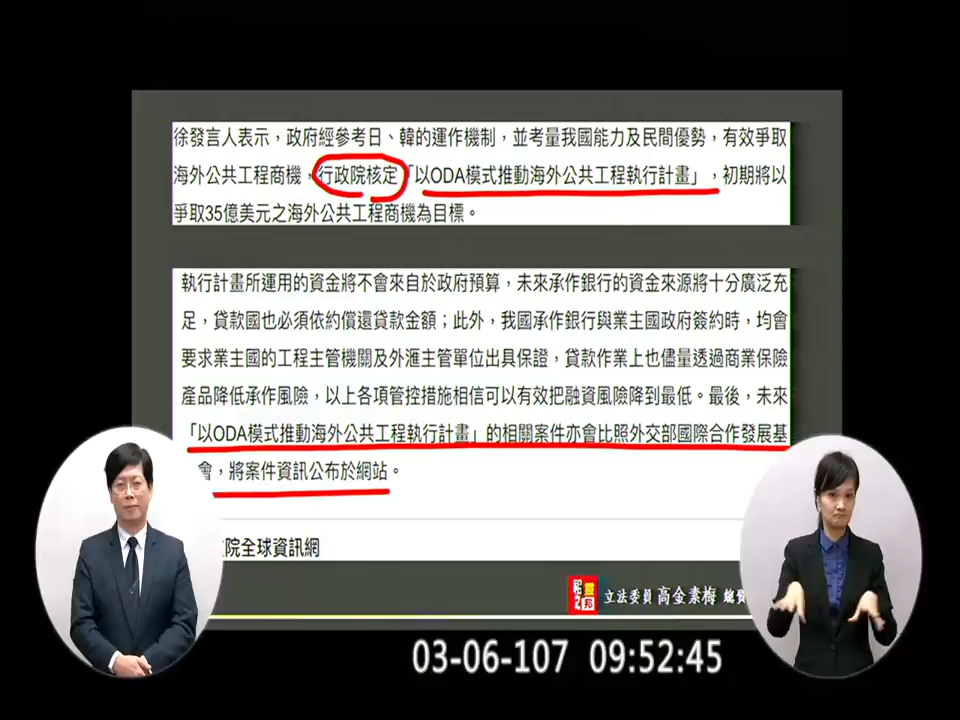 徐發言人表示，政府經參考日、韓的運作機制，並考量我國能力及民間優勢，有效爭取
海外公共工程商機，行政院核定「以ODA模式推動海外公共工程執行計畫」，初期將以
爭取35億美元之海外公共工程商機為目標。
執行計畫所運用的資金將不會來自於政府預算，未來承作銀行的資金來源將十分廣泛充
足，貸款國也必須依約償還貸款金額；此外，我國承作銀行與業主國政府簽約時，均會
要求業主國的工程主管機關及外滙主管單位出具保證，貸款作業上也儘量透過商業保險
產品降低承作風險，以上各項管控措施相信可以有效把融資風險降到最低。最後，未來
「以ODA模式推動海外公共工程執行計畫」的相關案件亦會比照外交部國際合作發展基
會，將案件資訊公布於網站。
院全球資訊網
立法委員 高金素梅 總質
03-06-107 09:52:45